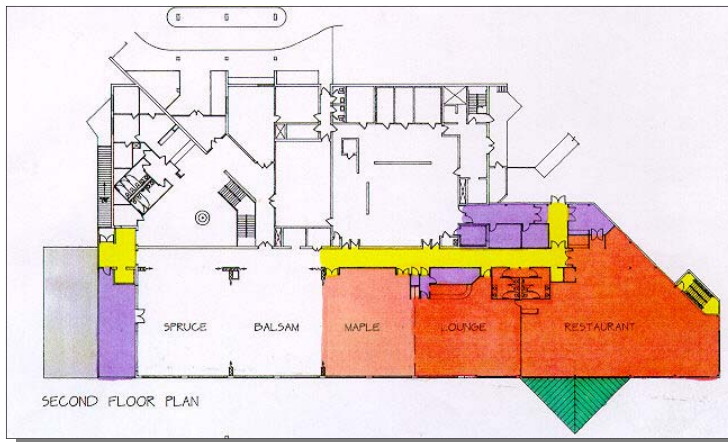 SPRUCE
BALSAM
MAPLE
LOUNGE
RESTAURANT
SECOND FLOOR PLAN